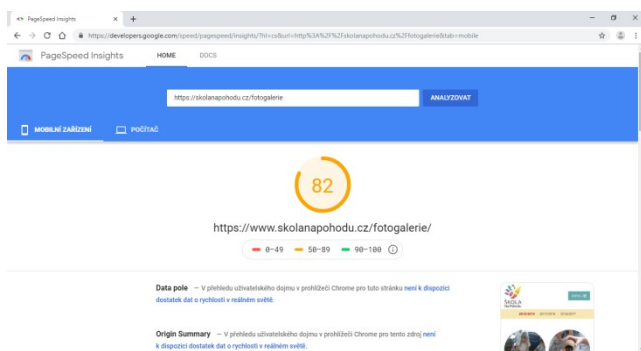 PageSpeed Insights
https://developers.google.com/speed/pagespeed/insights/?hl=cs&url=http%3A%2F%2Fskolanapohodu.cz%2Ffotogalerie&tab=mobile
PageSpeed Insights HOME DOCS
https://skolanapohodu.cz/fotogalerie ANALYZOVAT
MOBILNÍ ZAŘÍZENÍ POČÍTAČ
82
https://www.skolanapohodu.cz/fotogalerie/
0–49 50–89 90–100
Data pole — V přehledu uživatelského dojmu v prohlížeči Chrome pro tuto stránku není k dispozici
dostatek dat o rychlosti v reálném světě.
ŠKOLA
Origin Summary — V přehledu uživatelského dojmu v prohlížeči Chrome pro tento zdroj není
k dispozici dostatek dat o rychlosti v reálném světě.